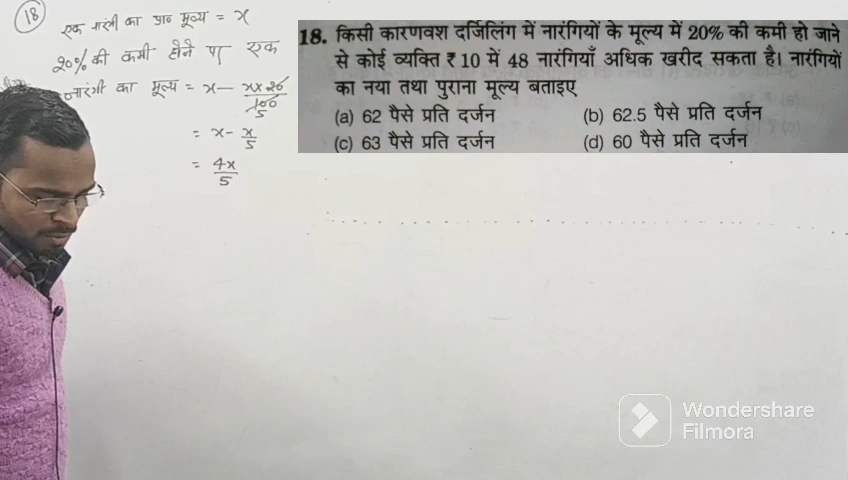 18
एक नारंगी का प्रा० मूल्य = x
20% की कमी होने पर एक
नारंगी का मूल्य = x - x×20/100 5
= x - x/5
= 4x/5
18. किसी कारणवश दर्जिलिंग में नारंगियों के मूल्य में 20% की कमी हो जाने
से कोई व्यक्ति ₹ 10 में 48 नारंगियाँ अधिक खरीद सकता है। नारंगियों
का नया तथा पुराना मूल्य बताइए
(a) 62 पैसे प्रति दर्जन (b) 62.5 पैसे प्रति दर्जन
(c) 63 पैसे प्रति दर्जन (d) 60 पैसे प्रति दर्जन
Wondershare
Filmora